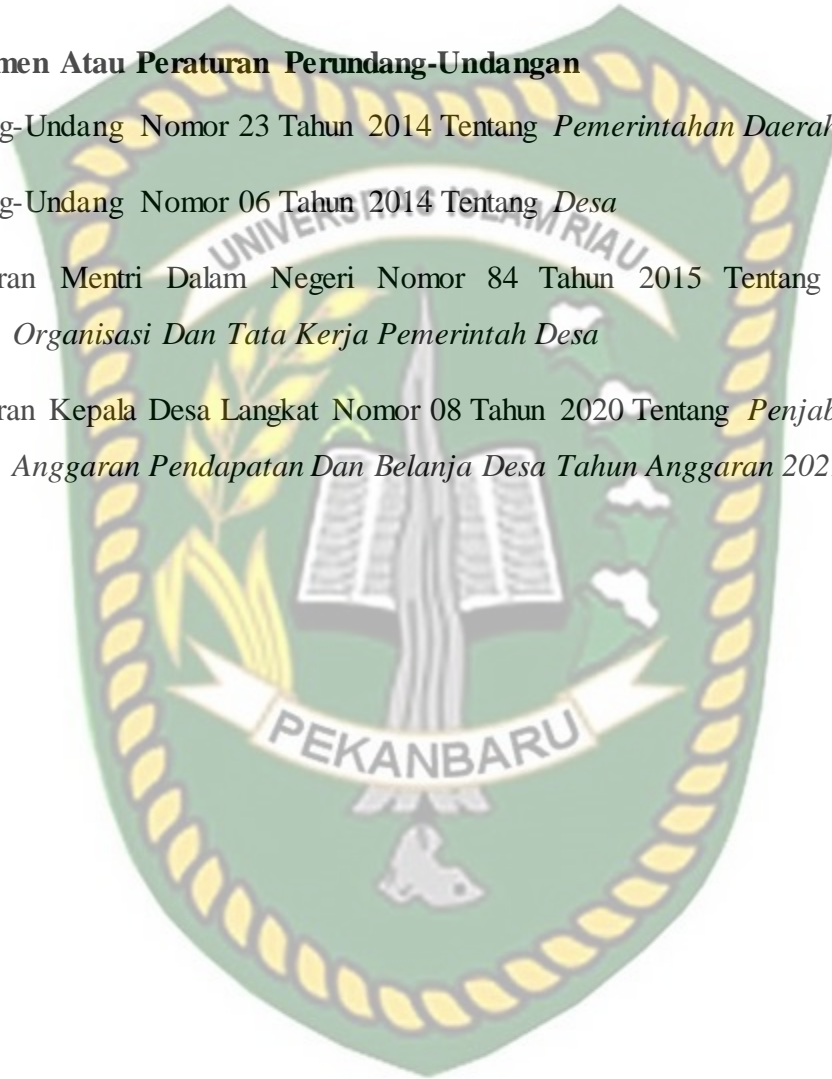 men Atau Peraturan Perundang-Undangan
g-Undang Nomor 23 Tahun 2014 Tentang Pemerintahan Daerah
g-Undang Nomor 06 Tahun 2014 Tentang Desa
UNIVERSITAS ISLAM RIAU
ran Mentri Dalam Negeri Nomor 84 Tahun 2015 Tentang
Organisasi Dan Tata Kerja Pemerintah Desa
ran Kepala Desa Langkat Nomor 08 Tahun 2020 Tentang Penjab
Anggaran Pendapatan Dan Belanja Desa Tahun Anggaran 202
PEKANBARU